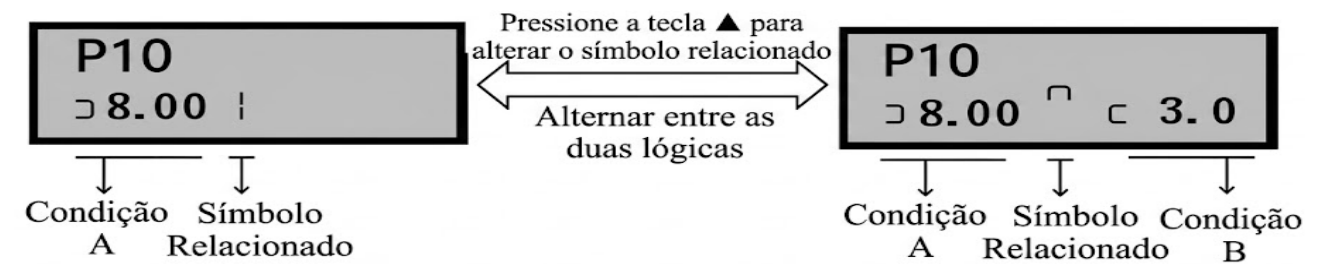 P10
⊐ 8.00 ¦
Pressione a tecla ▲ para
alterar o símbolo relacionado
Alternar entre as
duas lógicas
P10
⊐ 8.00 ⊓ ⊏ 3.0
Condição
A
Símbolo
Relacionado
Condição
A
Símbolo
Relacionado
Condição
B